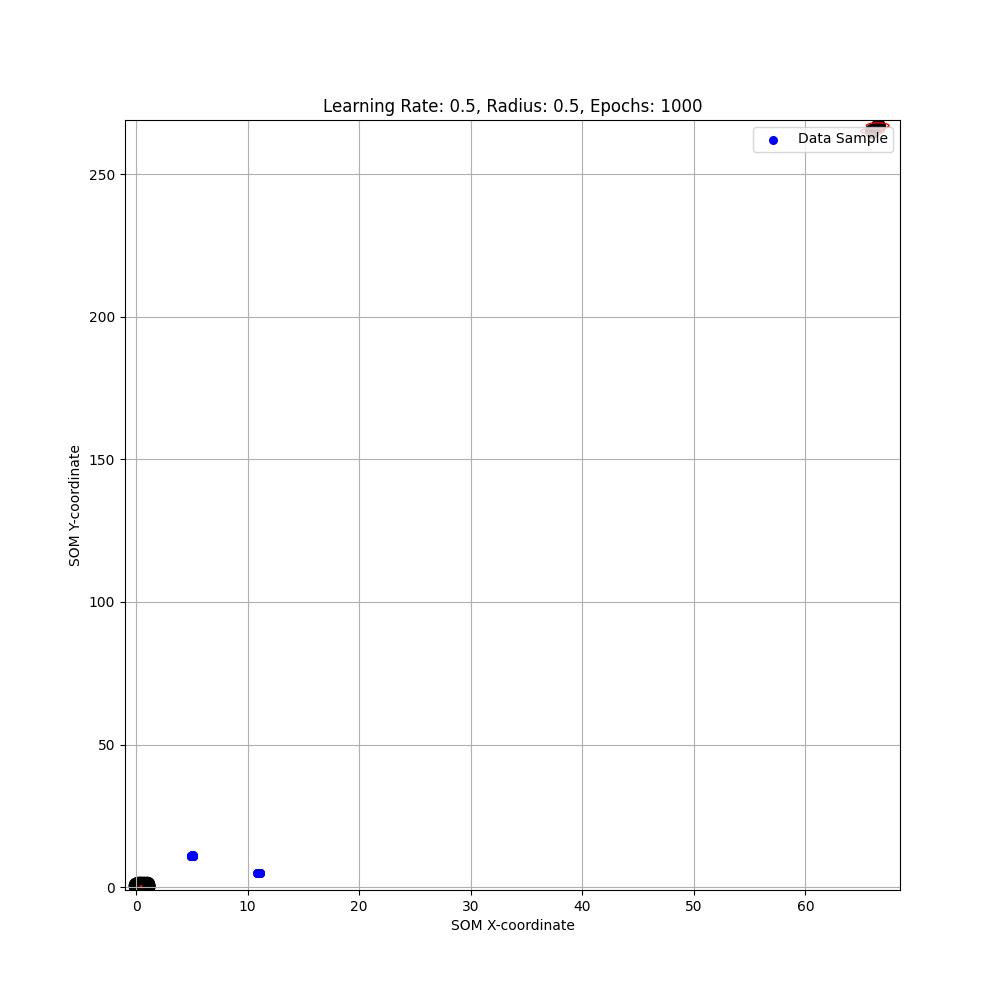 Learning Rate: 0.5, Radius: 0.5, Epochs: 1000
Data Sample
250
200
150
100
50
0
SOM Y-coordinate
0 10 20 30 40 50 60
SOM X-coordinate